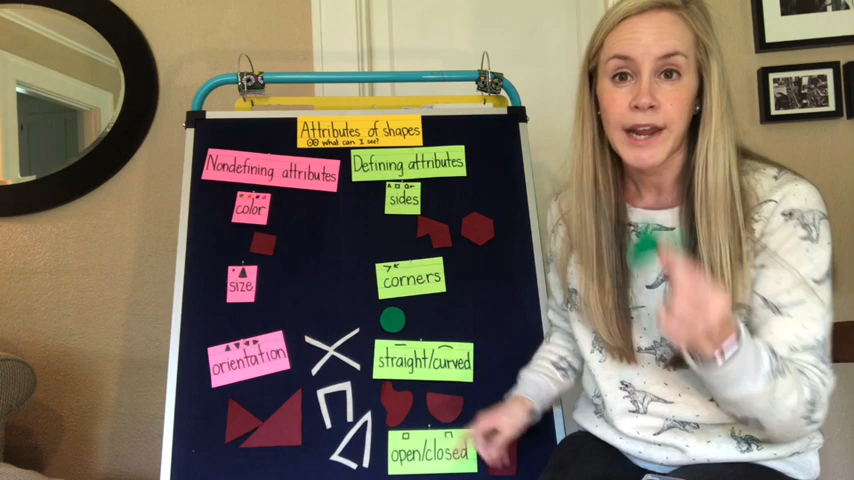 Attributes of shapes
what can I see?
Nondefining attributes
Defining attributes
color
sides
size
corners
orientation
straight/curved
open/closed